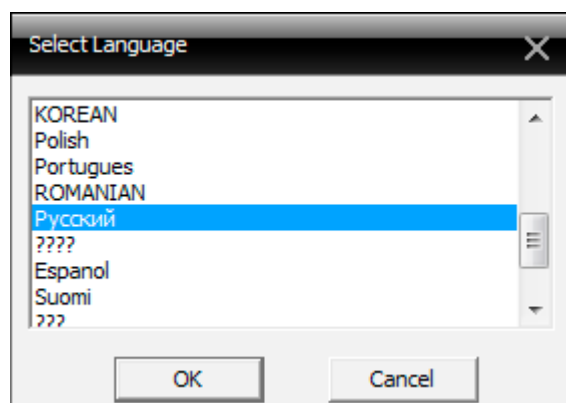 Select Language
KOREAN
Polish
Portugues
ROMANIAN
Русский
????
Espanol
Suomi
???
OK
Cancel